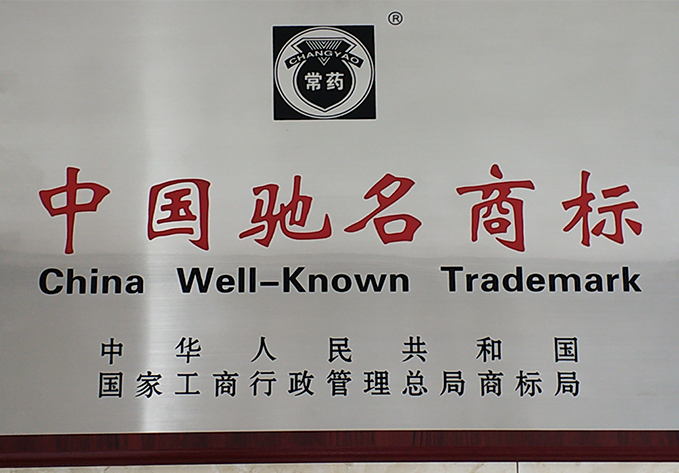 ®
CHANGYAO
常药
中国驰名商标
China Well-Known Trademark
中华人民共和国
国家工商行政管理总局商标局